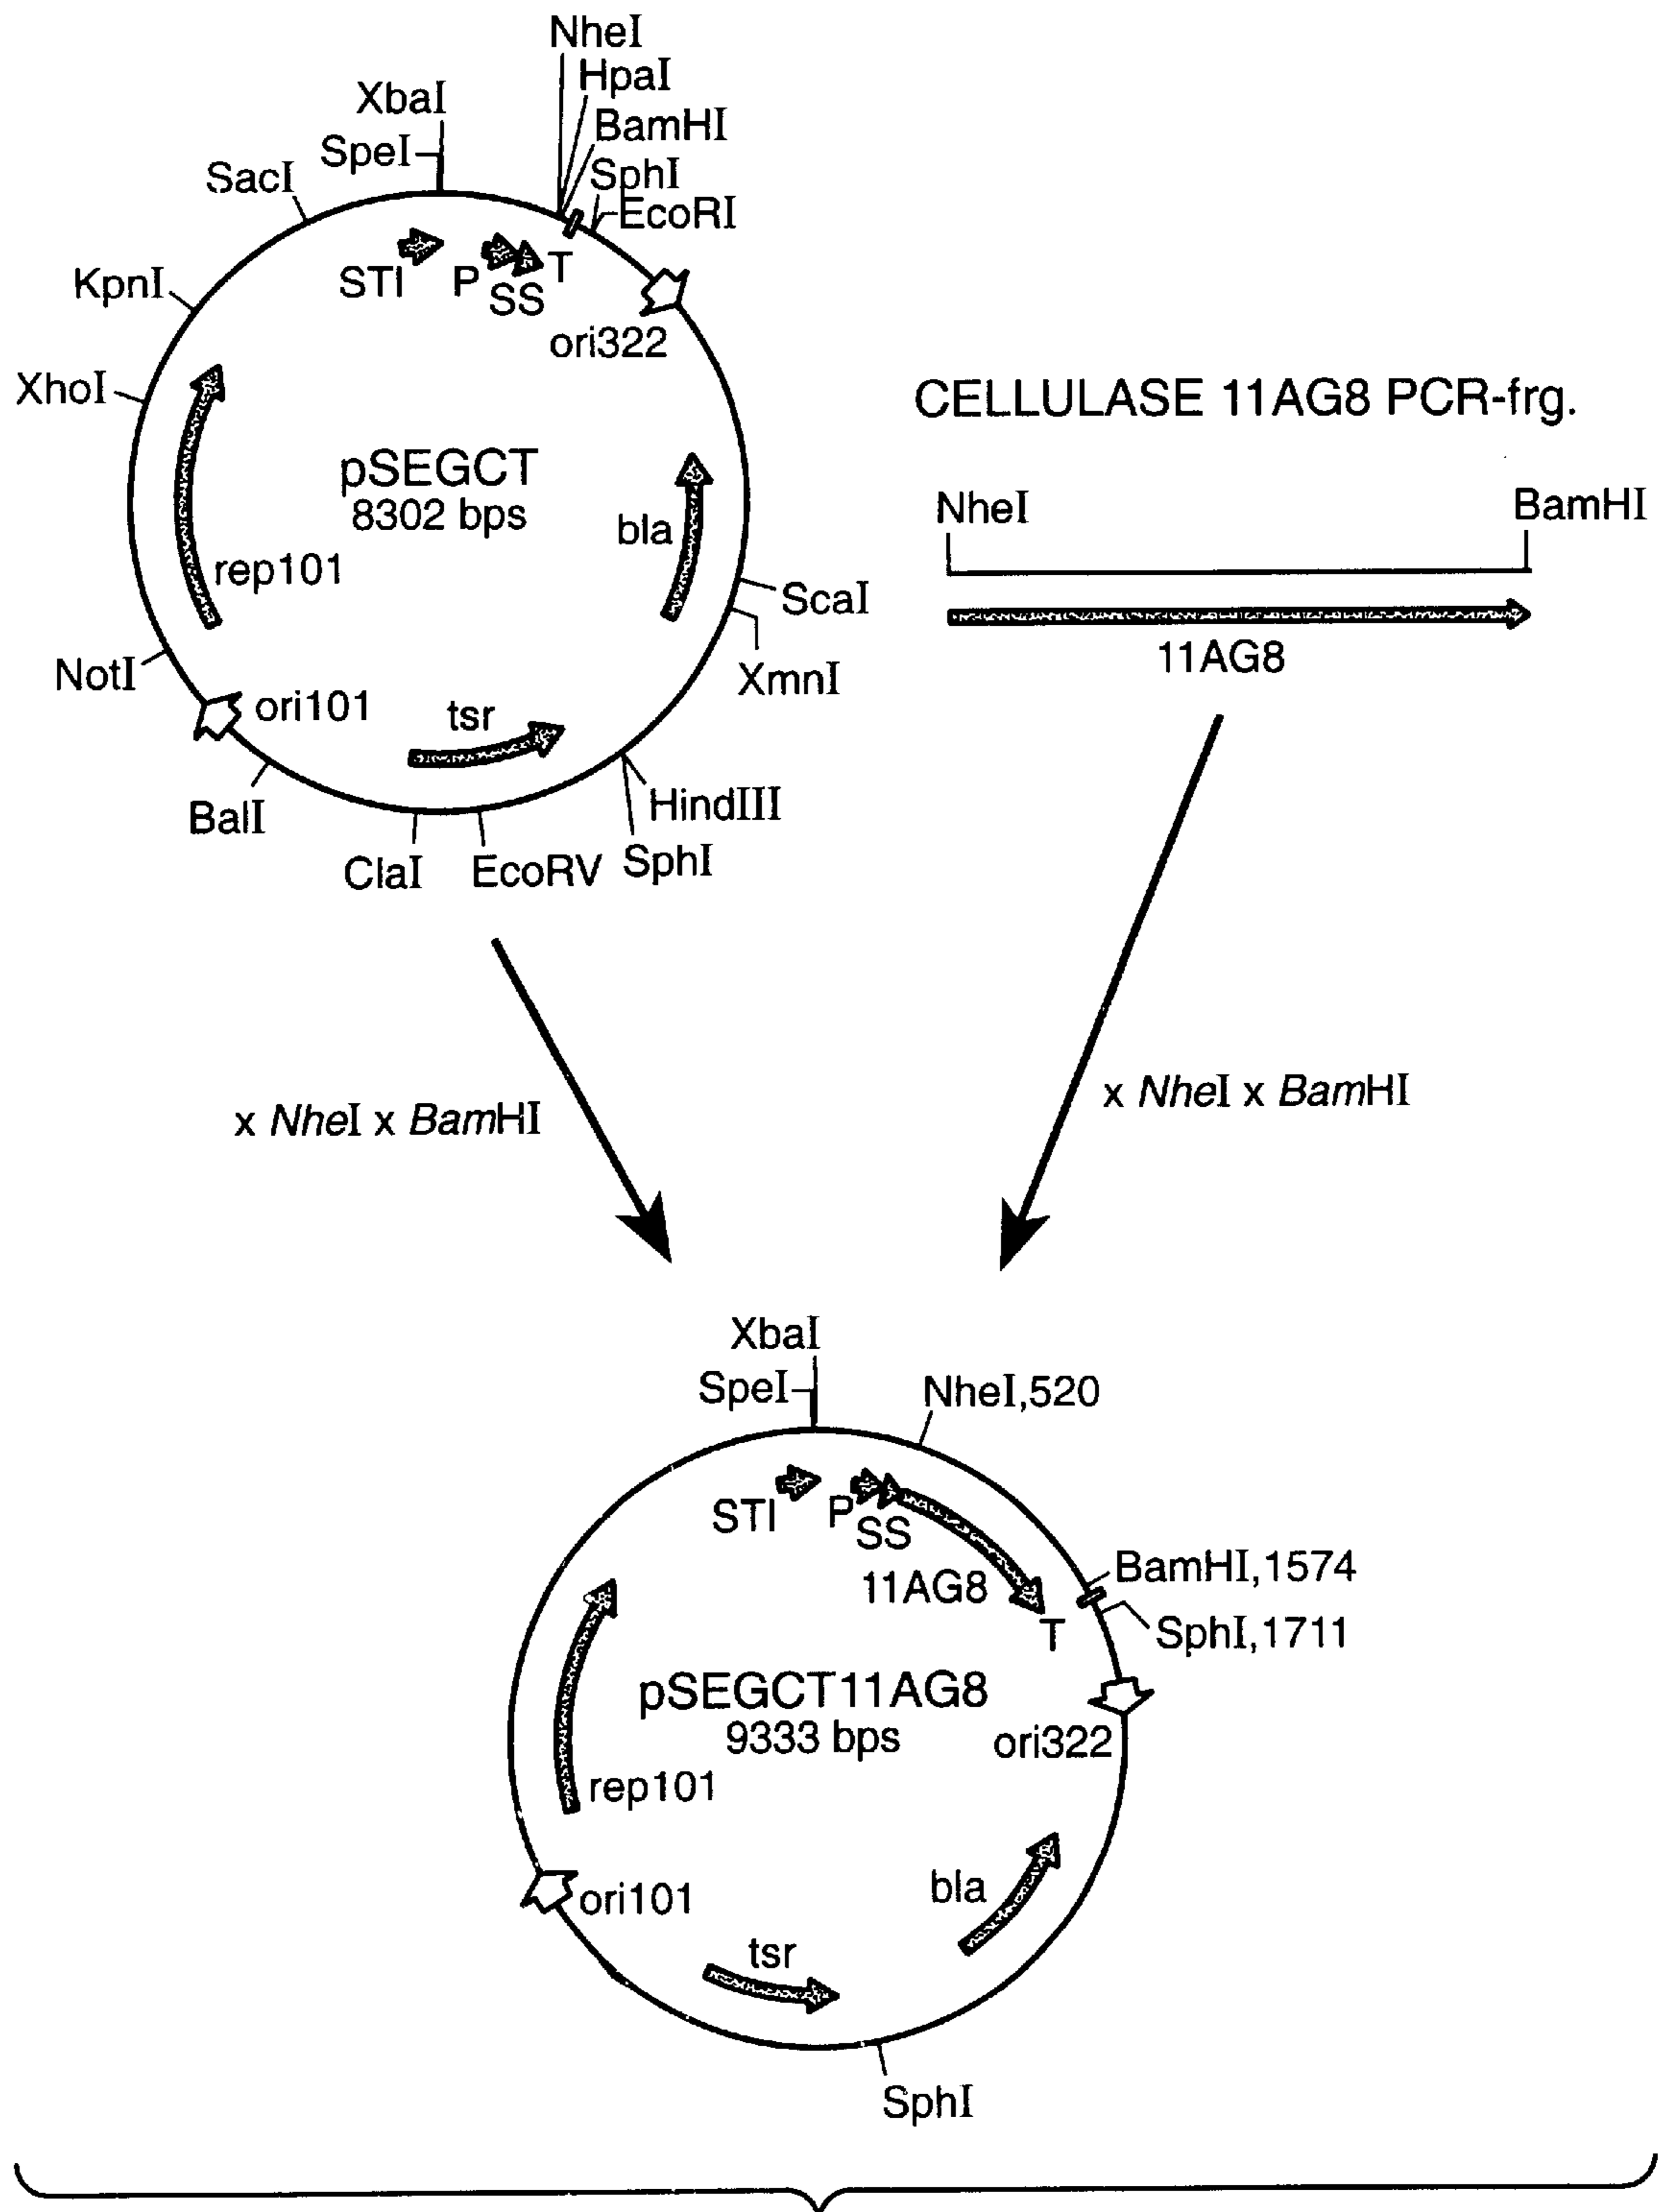 NheI
HpaI
XbaI
BamHI
SpeI
SphI
SacI
EcoRI
STI
P
SS
T
KpnI
ori322
XhoI
CELLULASE 11AG8 PCR-frg.
pSEGCT
8302 bps
NheI
BamHI
bla
rep101
ScaI
11AG8
XmnI
NotI
ori101
tsr
HindIII
BalI
ClaI
EcoRV
SphI
x NheI x BamHI
x NheI x BamHI
XbaI
SpeI
NheI,520
STI
P
SS
BamHI,1574
11AG8
T
SphI,1711
pSEGCT11AG8
9333 bps
ori322
rep101
bla
ori101
tsr
SphI